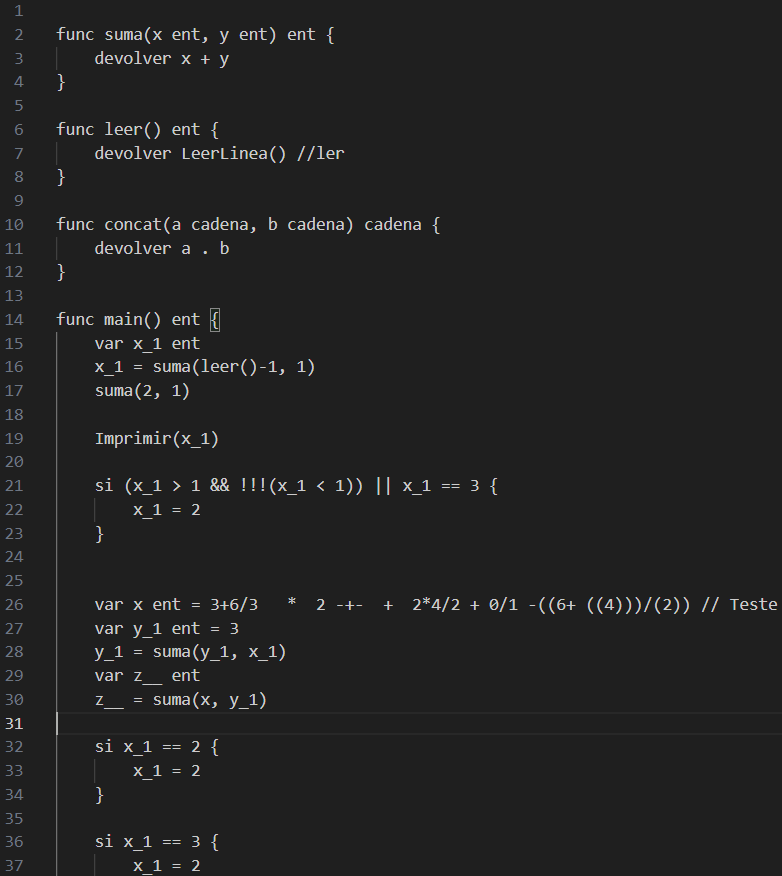 1
2 func suma(x ent, y ent) ent {
3 devolver x + y
4 }
5
6 func leer() ent {
7 devolver LeerLinea() //ler
8 }
9
10 func concat(a cadena, b cadena) cadena {
11 devolver a . b
12 }
13
14 func main() ent {
15 var x_1 ent
16 x_1 = suma(leer()-1, 1)
17 suma(2, 1)
18
19 Imprimir(x_1)
20
21 si (x_1 > 1 && !!!(x_1 < 1)) || x_1 == 3 {
22 x_1 = 2
23 }
24
25
26 var x ent = 3+6/3   *  2 -+-  +  2*4/2 + 0/1 -((6+ ((4)))/(2)) // Teste
27 var y_1 ent = 3
28 y_1 = suma(y_1, x_1)
29 var z__ ent
30 z__ = suma(x, y_1)
31
32 si x_1 == 2 {
33 x_1 = 2
34 }
35
36 si x_1 == 3 {
37 x_1 = 2